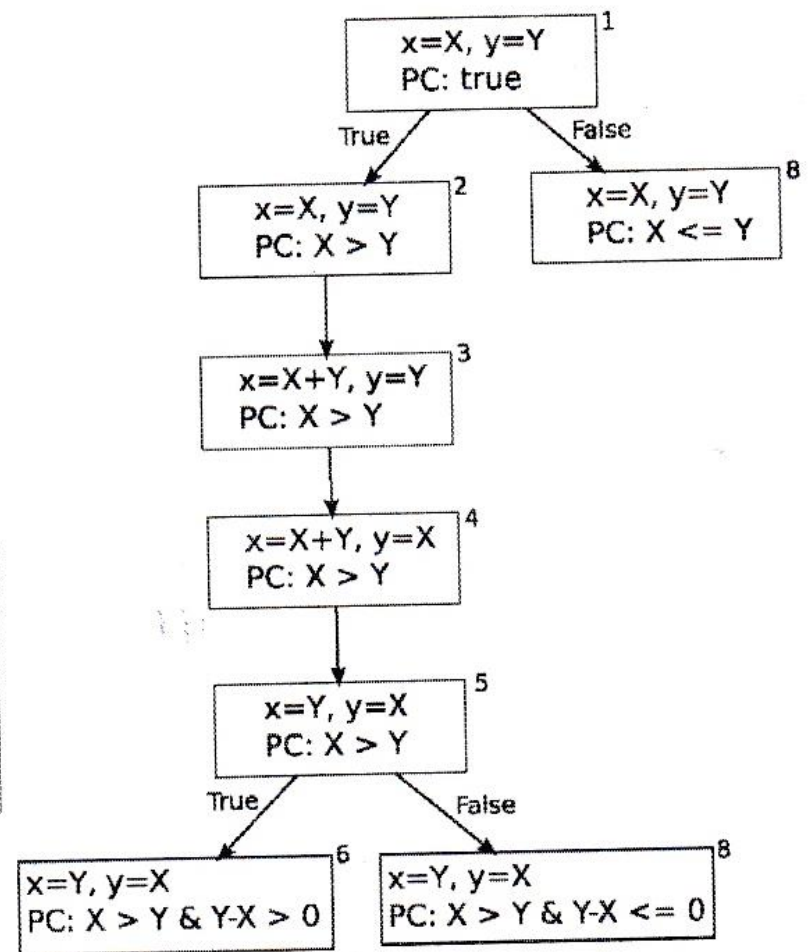 1
x=X, y=Y
PC: true
True
False
2
x=X, y=Y
PC: X > Y
8
x=X, y=Y
PC: X <= Y
3
x=X+Y, y=Y
PC: X > Y
4
x=X+Y, y=X
PC: X > Y
5
x=Y, y=X
PC: X > Y
True
False
6
x=Y, y=X
PC: X > Y & Y-X > 0
8
x=Y, y=X
PC: X > Y & Y-X <= 0